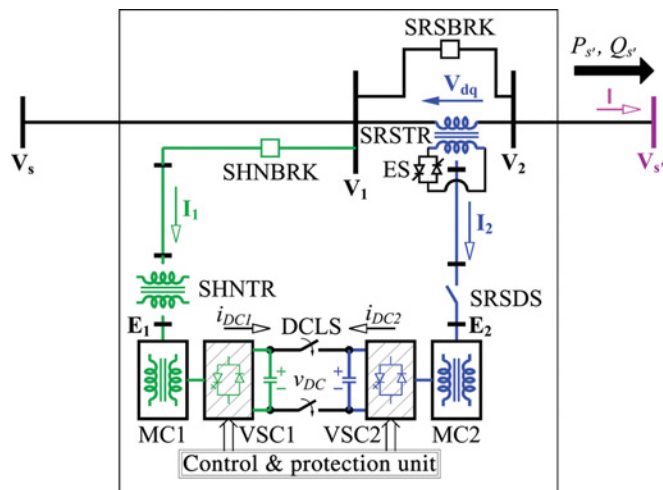 SRSBRK
P_s', Q_s'
V_dq
I
SRSTR
V_s
SHNBRK
V_1
ES
V_2
V_s'
I_1
I_2
SHNTR
SRSDS
E_1
i_DC1
DCLS
i_DC2
E_2
+
−
v_DC
+
−
MC1
VSC1
VSC2
MC2
Control & protection unit